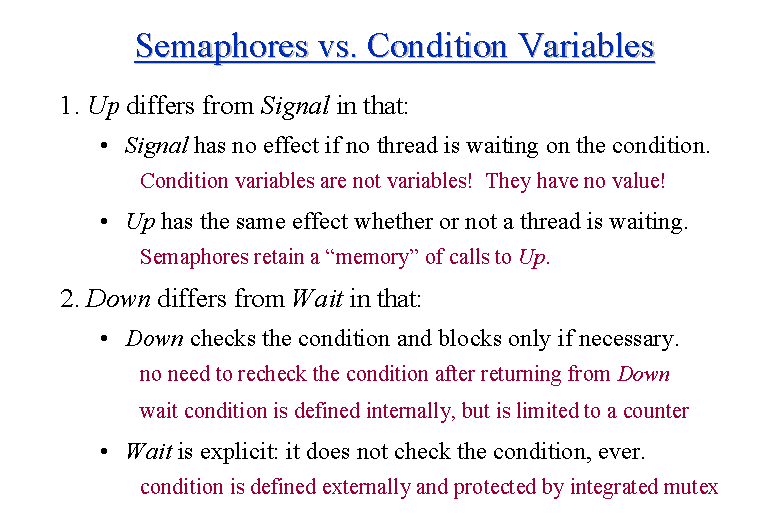 Semaphores vs. Condition Variables
1. Up differs from Signal in that:
• Signal has no effect if no thread is waiting on the condition.
Condition variables are not variables! They have no value!
• Up has the same effect whether or not a thread is waiting.
Semaphores retain a “memory” of calls to Up.
2. Down differs from Wait in that:
• Down checks the condition and blocks only if necessary.
no need to recheck the condition after returning from Down
wait condition is defined internally, but is limited to a counter
• Wait is explicit: it does not check the condition, ever.
condition is defined externally and protected by integrated mutex